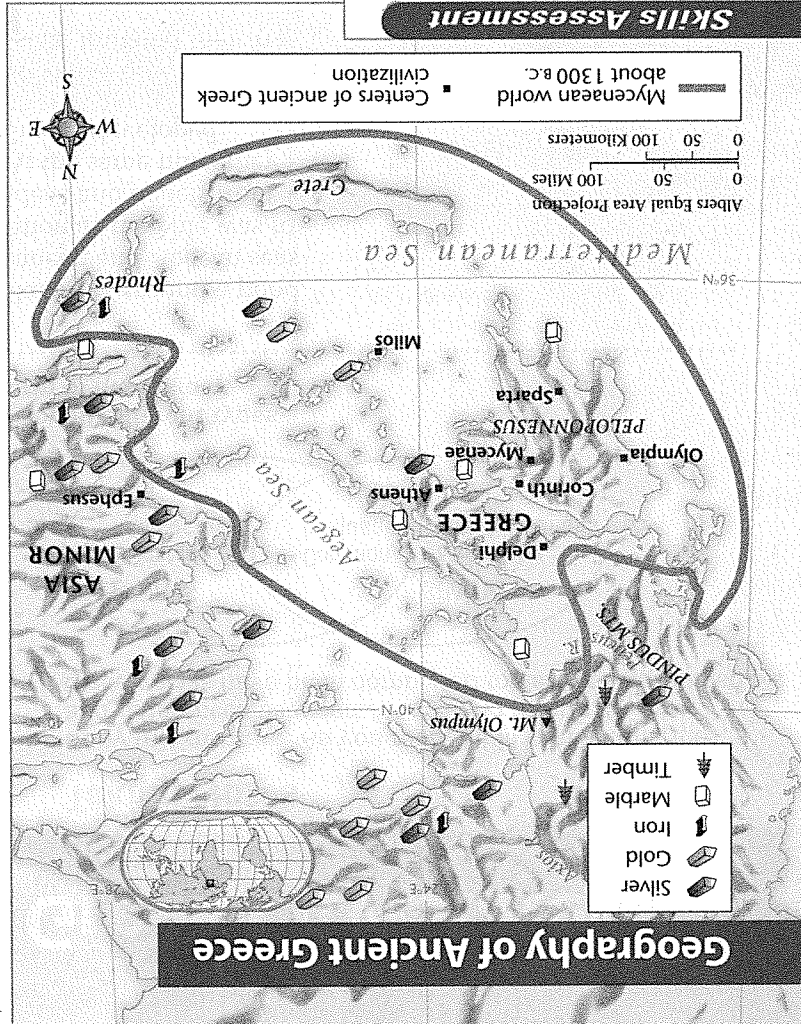 Geography of Ancient Greece
Silver
Gold
Iron
Marble
Timber
24°E
28°E
Axios
40°N
40°
Mt. Olympus
PINDUS MTS.
R.
ASIA
MINOR
Delphi
GREECE
Aegean Sea
Corinth
Athens
Ephesus
Olympia
Mycenae
PELOPONNESUS
Sparta
Milos
Rhodes
36°N
Mediterranean Sea
Crete
Albers Equal Area Projection
0 50 100 Miles
0 50 100 Kilometers
N
W E
S
Mycenaean world
about 1300 B.C.
Centers of ancient Greek
civilization
Skills Assessment